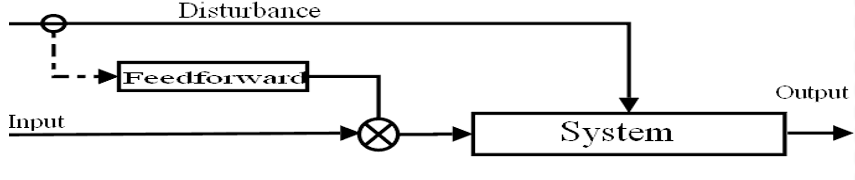 Disturbance
Feedforward
Output
Input
System